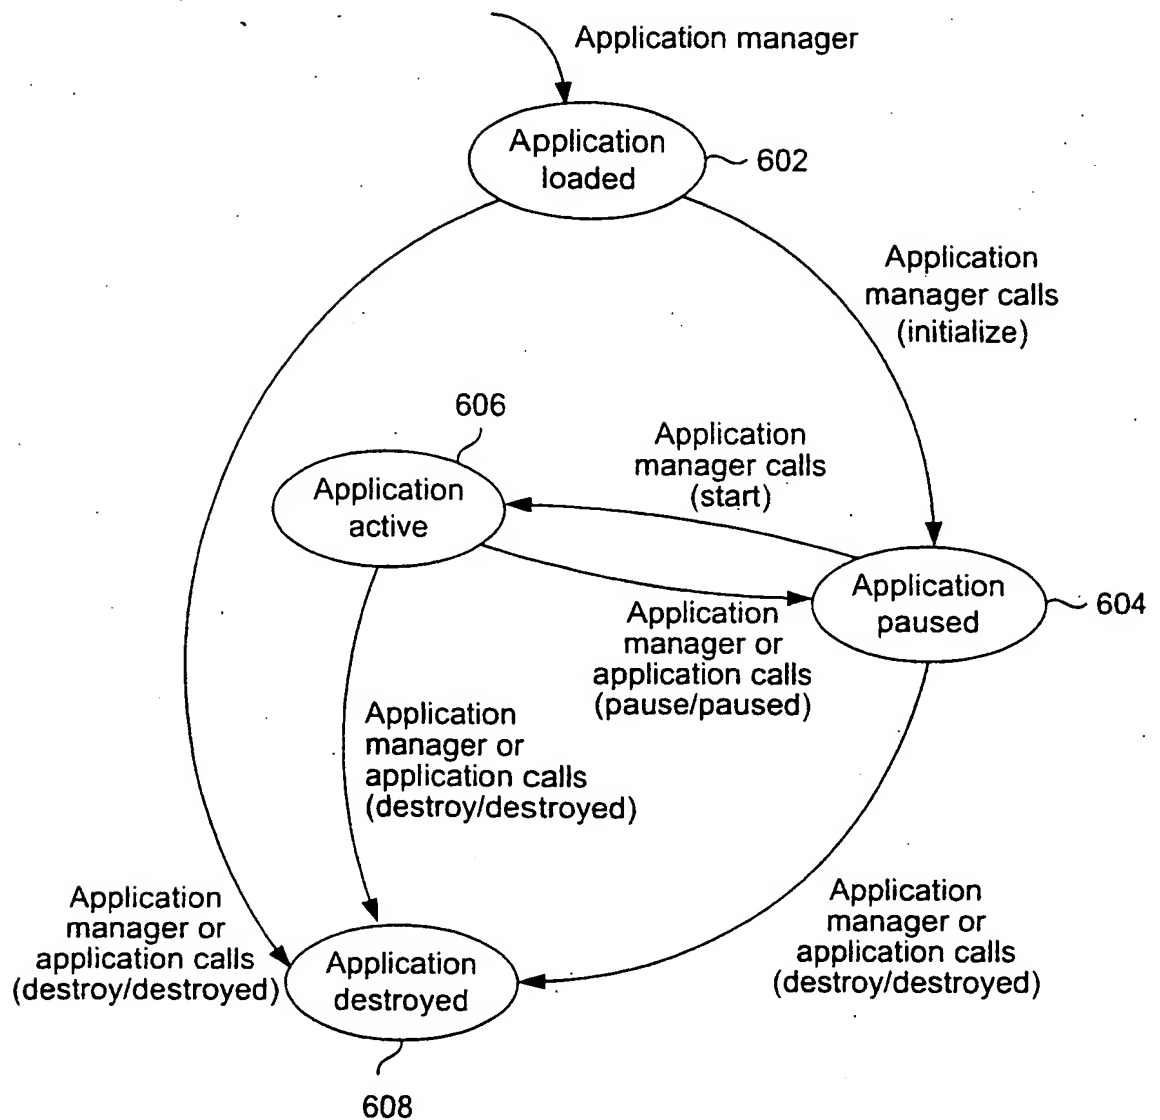 Application manager
Application
loaded
602
Application
manager calls
(initialize)
606
Application
manager calls
(start)
Application
active
Application
paused
604
Application
manager or
application calls
(pause/paused)
Application
manager or
application calls
(destroy/destroyed)
Application
manager or
application calls
(destroy/destroyed)
Application
manager or
application calls
(destroy/destroyed)
Application
destroyed
608